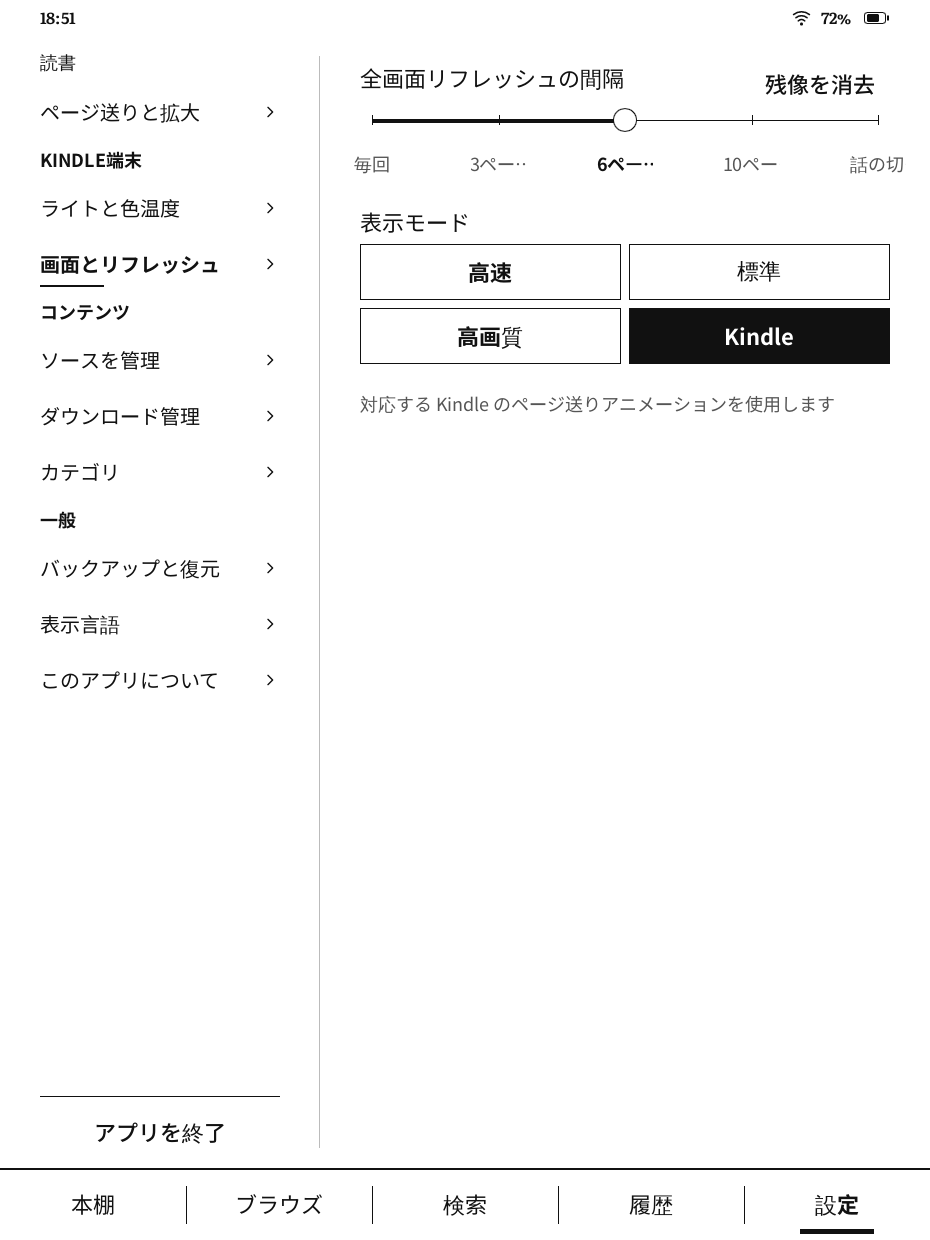 18:51
72%
読書
ページ送りと拡大
KINDLE端末
ライトと色温度
画面とリフレッシュ
コンテンツ
ソースを管理
ダウンロード管理
カテゴリ
一般
バックアップと復元
表示言語
このアプリについて
アプリを終了
全画面リフレッシュの間隔
残像を消去
毎回
3ペー··
6ペー··
10ペー
話の切
表示モード
高速
標準
高画質
Kindle
対応する Kindle のページ送りアニメーションを使用します
本棚
ブラウズ
検索
履歴
設定